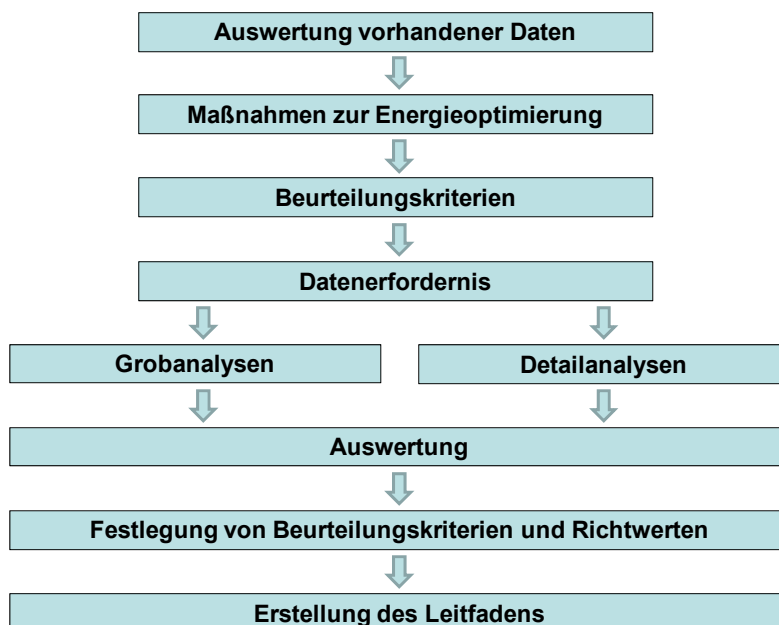 Auswertung vorhandener Daten
Maßnahmen zur Energieoptimierung
Beurteilungskriterien
Datenerfordernis
Grobanalysen
Detailanalysen
Auswertung
Festlegung von Beurteilungskriterien und Richtwerten
Erstellung des Leitfadens